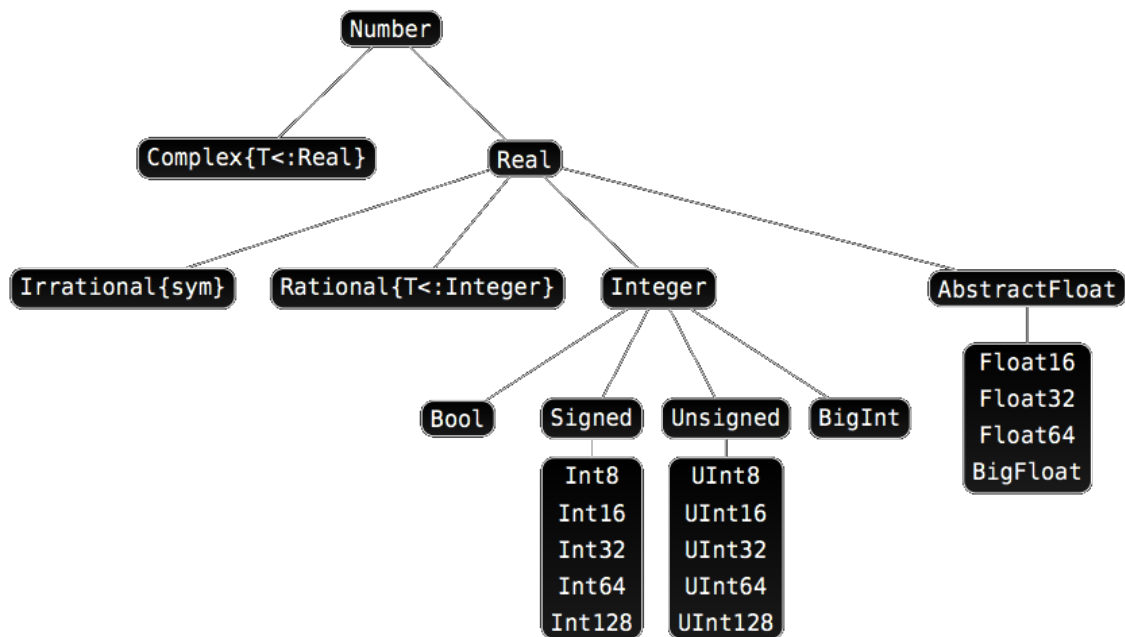 Number
Complex{T<:Real}
Real
Irrational{sym}
Rational{T<:Integer}
Integer
AbstractFloat
Float16
Float32
Float64
BigFloat
Bool
Signed
Unsigned
BigInt
Int8
Int16
Int32
Int64
Int128
UInt8
UInt16
UInt32
UInt64
UInt128